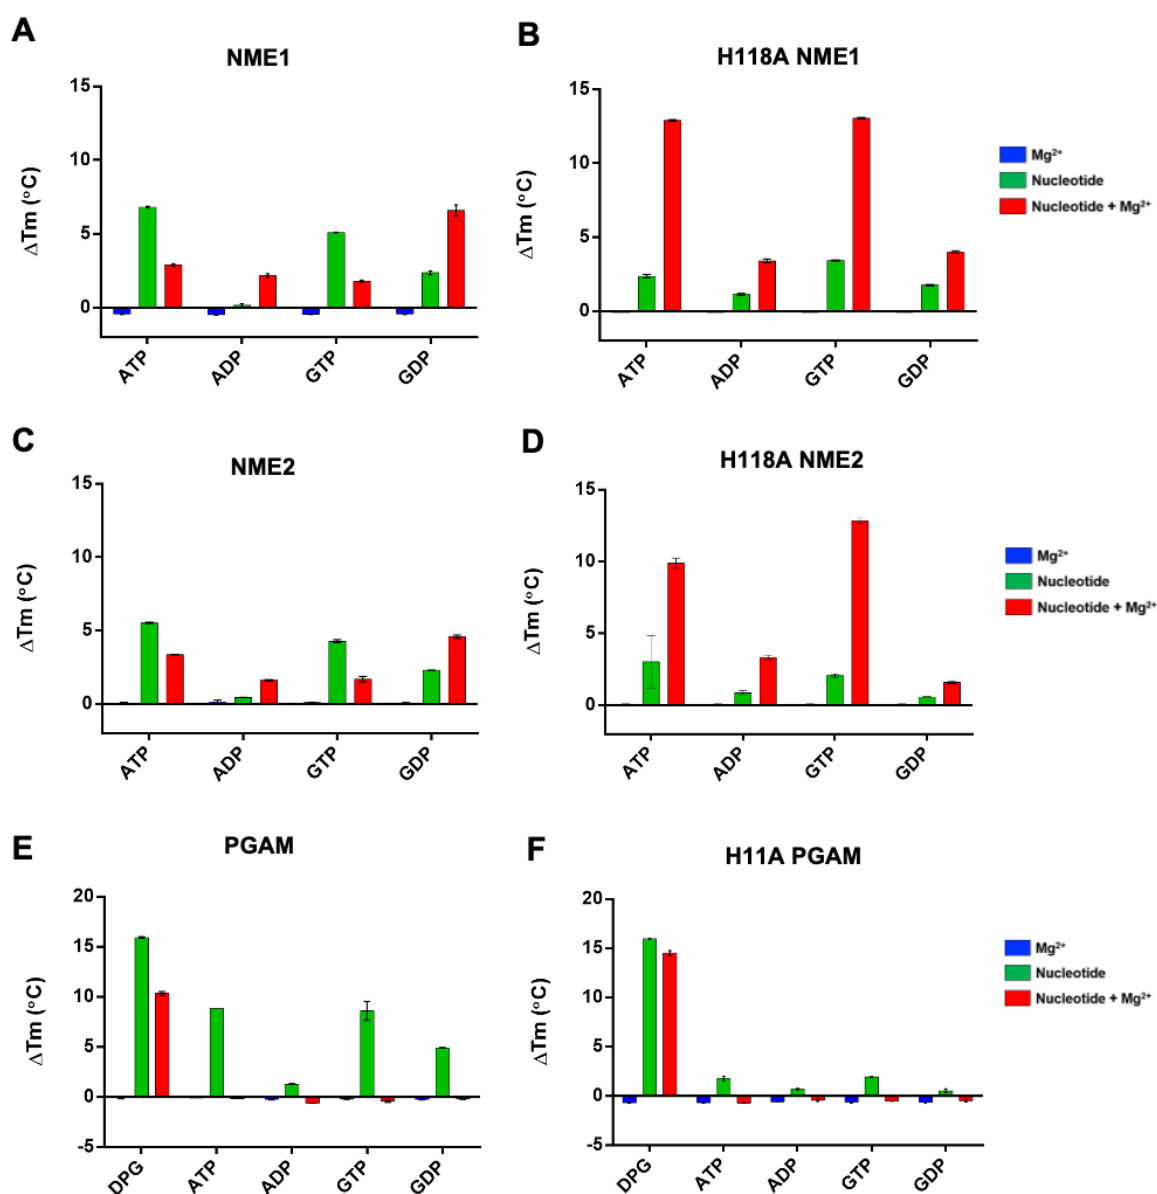 A
NME1
15
10
5
0
ΔTm (°C)
ATP
ADP
GTP
GDP
B
H118A NME1
15
10
5
0
ΔTm (°C)
ATP
ADP
GTP
GDP
Mg²⁺
Nucleotide
Nucleotide + Mg²⁺
C
NME2
15
10
5
0
ΔTm (°C)
ATP
ADP
GTP
GDP
D
H118A NME2
15
10
5
0
ΔTm (°C)
ATP
ADP
GTP
GDP
Mg²⁺
Nucleotide
Nucleotide + Mg²⁺
E
PGAM
20
15
10
5
0
-5
ΔTm (°C)
DPG
ATP
ADP
GTP
GDP
F
H11A PGAM
20
15
10
5
0
-5
ΔTm (°C)
DPG
ATP
ADP
GTP
GDP
Mg²⁺
Nucleotide
Nucleotide + Mg²⁺